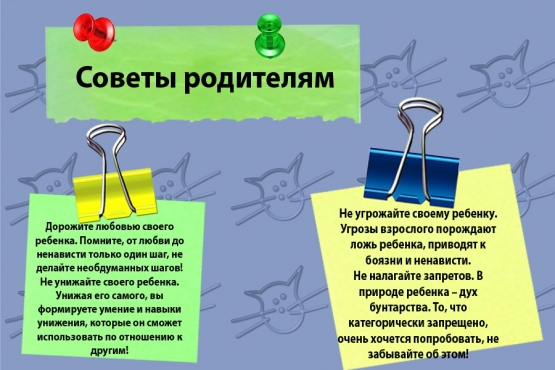 Советы родителям
Дорожите любовью своего
ребенка. Помните, от любви до
ненависти только один шаг, не
делайте необдуманных шагов!
Не унижайте своего ребенка.
Унижая его самого, вы
формируете умение и навыки
унижения, которые он сможет
использовать по отношению к
другим!
Не угрожайте своему ребенку.
Угрозы взрослого порождают
ложь ребенка, приводят к
боязни и ненависти.
Не налагайте запретов. В
природе ребенка – дух
бунтарства. То, что
категорически запрещено,
очень хочется попробовать, не
забывайте об этом!